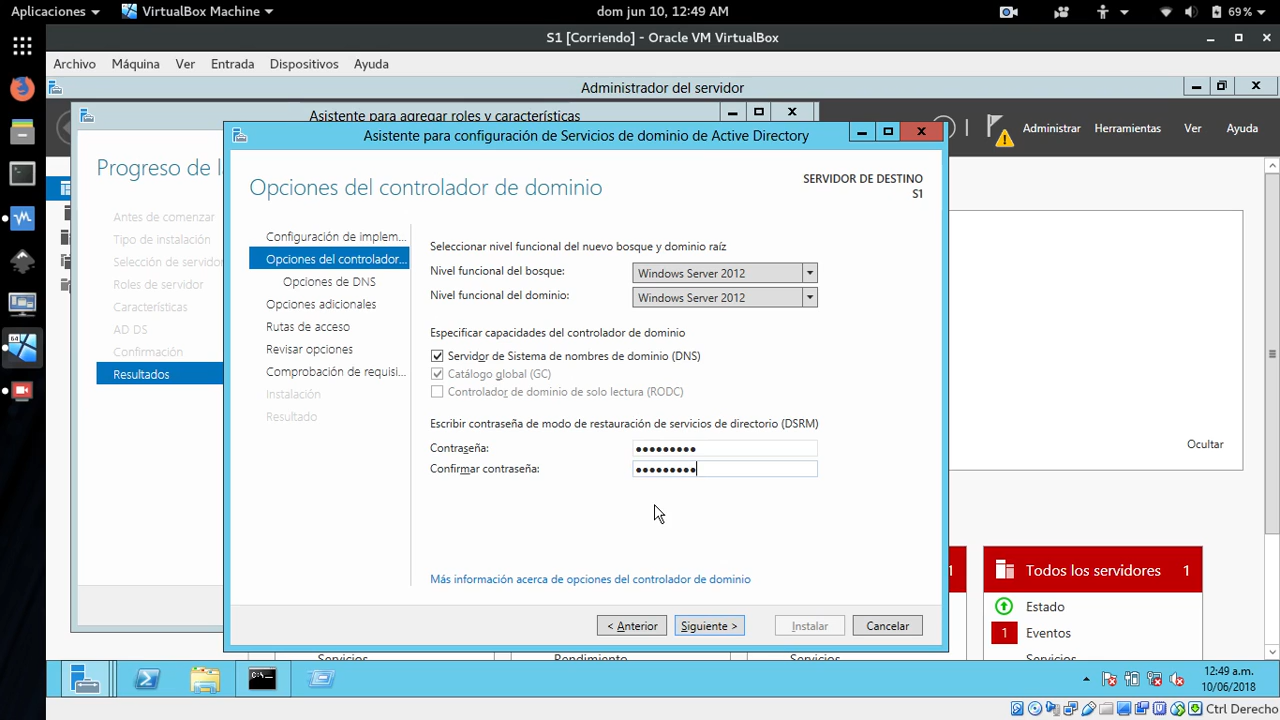 Aplicaciones
VirtualBox Machine
dom jun 10, 12:49 AM
69%
S1 [Corriendo] - Oracle VM VirtualBox
Archivo Máquina Ver Entrada Dispositivos Ayuda
Administrador del servidor
Administrar Herramientas Ver Ayuda
Asistente para agregar roles y características
Progreso de la
Antes de comenzar
Tipo de instalación
Selección de servidor
Roles de servidor
Características
AD DS
Confirmación
Resultados
Asistente para configuración de Servicios de dominio de Active Directory
Opciones del controlador de dominio
SERVIDOR DE DESTINO
S1
Configuración de implem...
Opciones del controlador...
Opciones de DNS
Opciones adicionales
Rutas de acceso
Revisar opciones
Comprobación de requisi...
Instalación
Resultado
Seleccionar nivel funcional del nuevo bosque y dominio raíz
Nivel funcional del bosque: Windows Server 2012
Nivel funcional del dominio: Windows Server 2012
Especificar capacidades del controlador de dominio
Servidor de Sistema de nombres de dominio (DNS)
Catálogo global (GC)
Controlador de dominio de solo lectura (RODC)
Escribir contraseña de modo de restauración de servicios de directorio (DSRM)
Contraseña: •••••••••
Confirmar contraseña: •••••••••
Más información acerca de opciones del controlador de dominio
< Anterior Siguiente > Instalar Cancelar
Ocultar
1
Todos los servidores 1
Estado
1 Eventos
Servicios Rendimiento Servicios Servicios
64
12:49 a.m.
10/06/2018
Ctrl Derecho